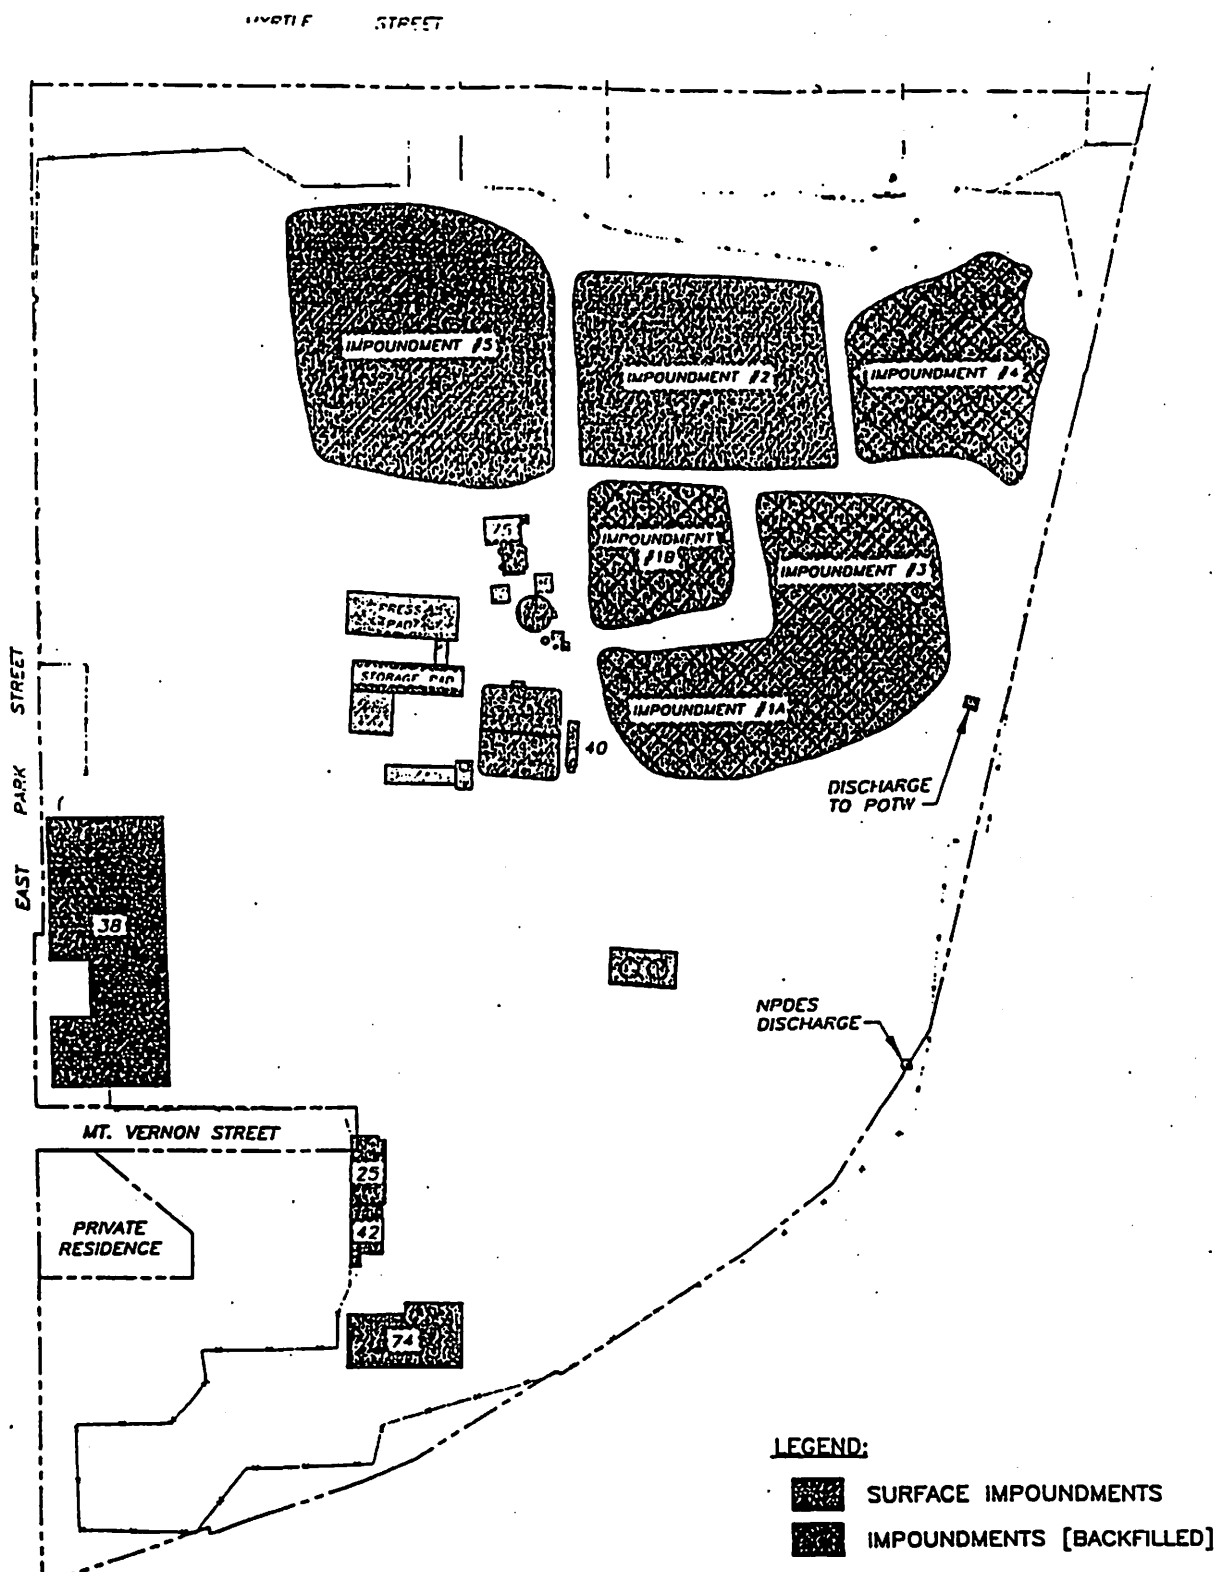 MYRTLE STREET
IMPOUNDMENT #5
IMPOUNDMENT #2
IMPOUNDMENT #4
75
IMPOUNDMENT
#1B
IMPOUNDMENT #3
PRESS
PAD
STORAGE PAD
IMPOUNDMENT #1A
40
DISCHARGE
TO POTW
EAST PARK STREET
38
NPDES
DISCHARGE
MT. VERNON STREET
25
42
PRIVATE
RESIDENCE
74
LEGEND:
SURFACE IMPOUNDMENTS
IMPOUNDMENTS [BACKFILLED]